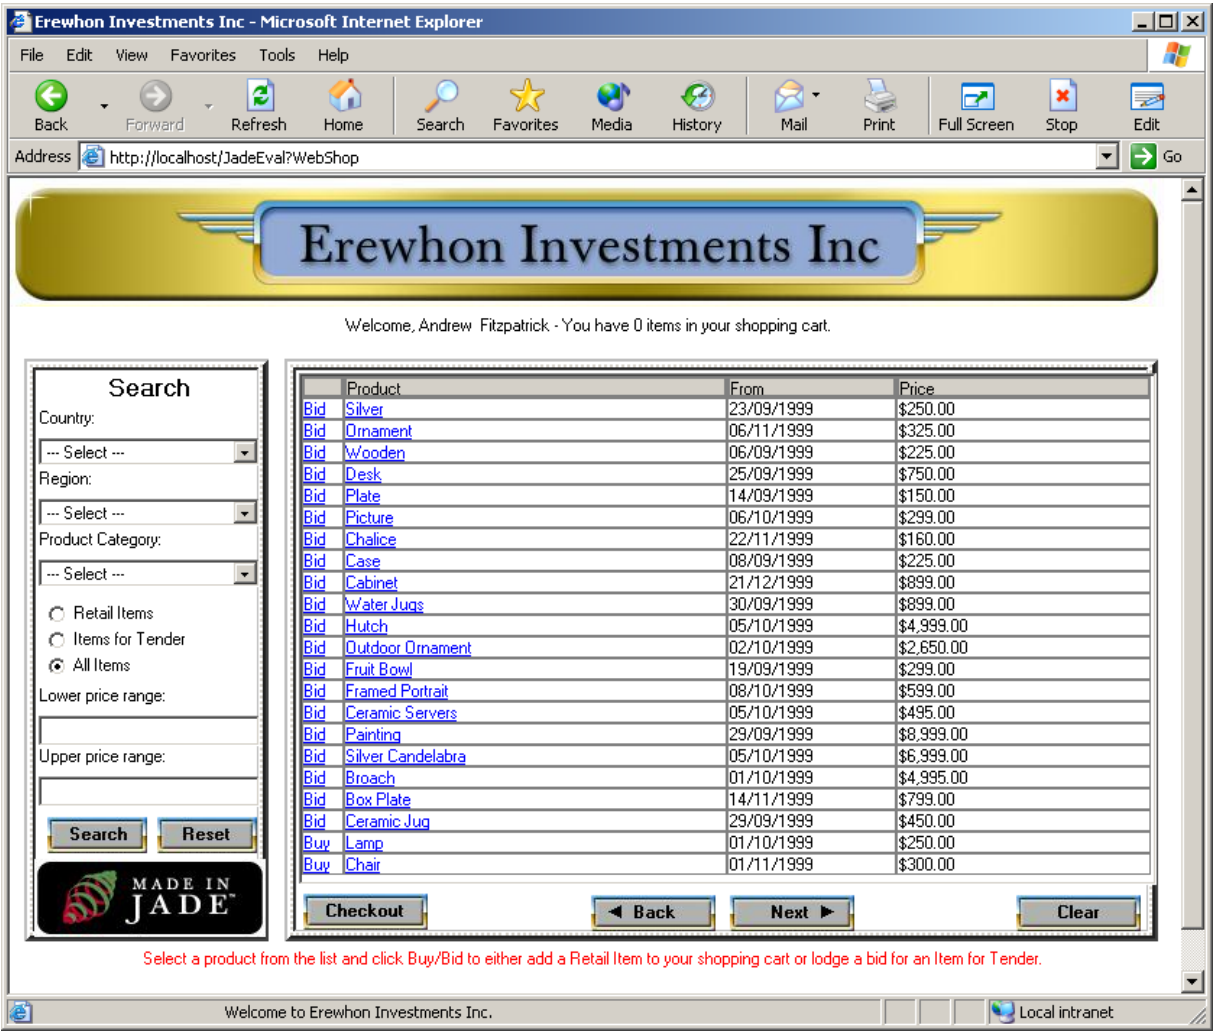 Erewhon Investments Inc - Microsoft Internet Explorer
File Edit View Favorites Tools Help
Back Forward Refresh Home Search Favorites Media History Mail Print Full Screen Stop Edit
Address http://localhost/JadeEval?WebShop Go
Erewhon Investments Inc
Welcome, Andrew Fitzpatrick - You have 0 items in your shopping cart.
Search
Country:
--- Select ---
Region:
--- Select ---
Product Category:
--- Select ---
Retail Items
Items for Tender
All Items
Lower price range:
Upper price range:
Search Reset
MADE IN
JADE™
Product From Price
Bid Silver 23/09/1999 $250.00
Bid Ornament 06/11/1999 $325.00
Bid Wooden 06/09/1999 $225.00
Bid Desk 25/09/1999 $750.00
Bid Plate 14/09/1999 $150.00
Bid Picture 06/10/1999 $299.00
Bid Chalice 22/11/1999 $160.00
Bid Case 08/09/1999 $225.00
Bid Cabinet 21/12/1999 $899.00
Bid Water Jugs 30/09/1999 $899.00
Bid Hutch 05/10/1999 $4,999.00
Bid Outdoor Ornament 02/10/1999 $2,650.00
Bid Fruit Bowl 19/09/1999 $299.00
Bid Framed Portrait 08/10/1999 $599.00
Bid Ceramic Servers 05/10/1999 $495.00
Bid Painting 29/09/1999 $8,999.00
Bid Silver Candelabra 05/10/1999 $6,999.00
Bid Broach 01/10/1999 $4,995.00
Bid Box Plate 14/11/1999 $799.00
Bid Ceramic Jug 29/09/1999 $450.00
Buy Lamp 01/10/1999 $250.00
Buy Chair 01/11/1999 $300.00
Checkout Back Next Clear
Select a product from the list and click Buy/Bid to either add a Retail Item to your shopping cart or lodge a bid for an Item for Tender.
Welcome to Erewhon Investments Inc. Local intranet